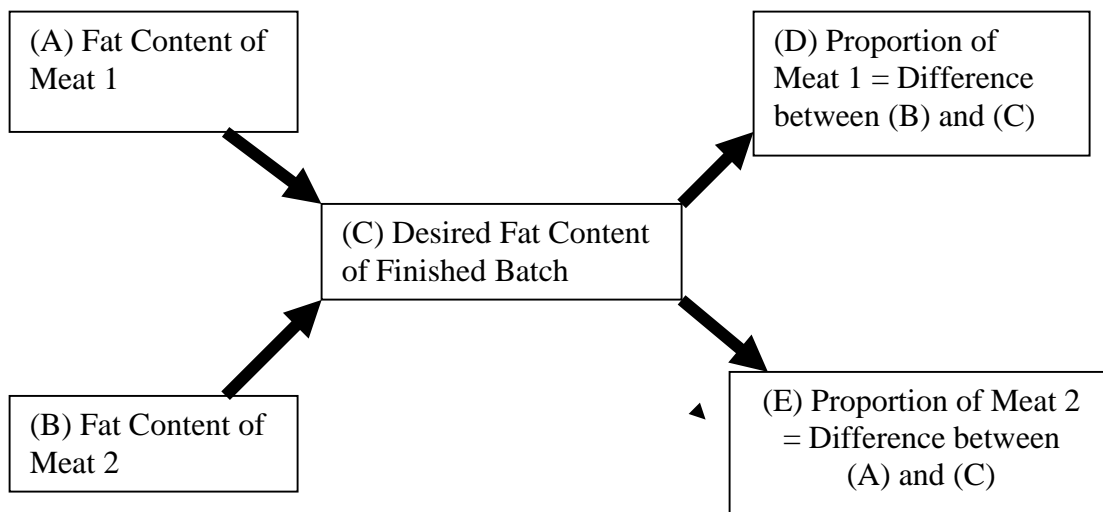 (A) Fat Content of
Meat 1
(D) Proportion of
Meat 1 = Difference
between (B) and (C)
(C) Desired Fat Content
of Finished Batch
(B) Fat Content of
Meat 2
(E) Proportion of Meat 2
= Difference between
(A) and (C)